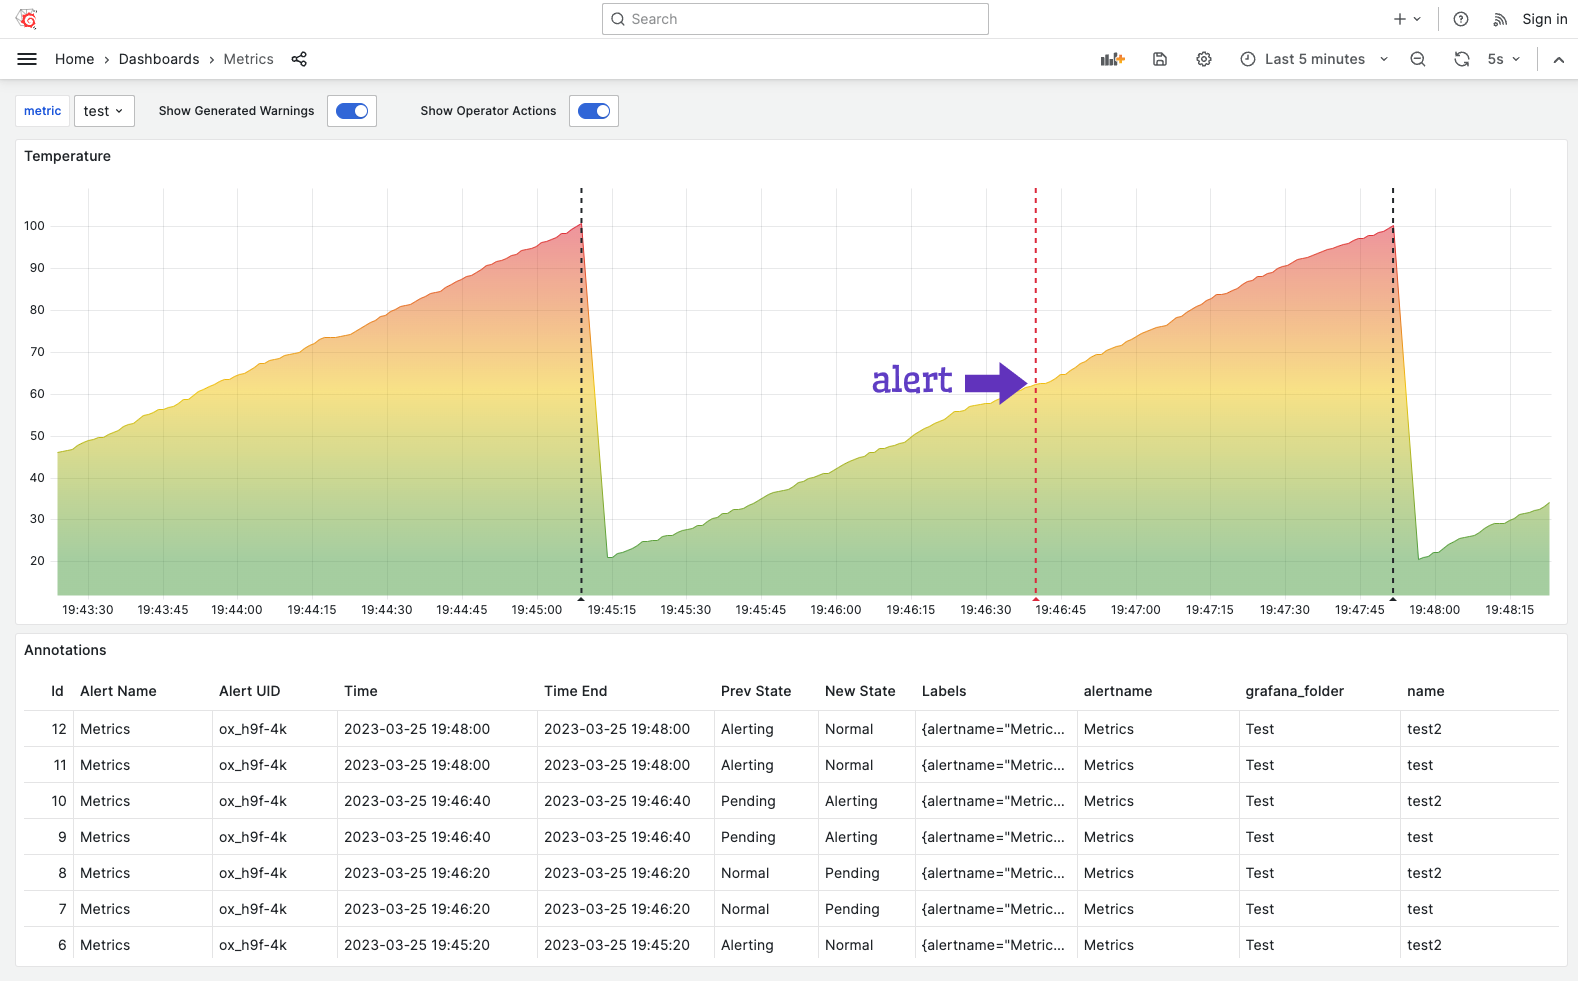 Search
Sign in
Home > Dashboards > Metrics
Last 5 minutes
5s
metric
test
Show Generated Warnings
Show Operator Actions
Temperature
100
90
80
70
60
50
40
30
20
alert
19:43:30 19:43:45 19:44:00 19:44:15 19:44:30 19:44:45 19:45:00 19:45:15 19:45:30 19:45:45 19:46:00 19:46:15 19:46:30 19:46:45 19:47:00 19:47:15 19:47:30 19:47:45 19:48:00 19:48:15
Annotations
Id Alert Name Alert UID Time Time End Prev State New State Labels alertname grafana_folder name
12 Metrics ox_h9f-4k 2023-03-25 19:48:00 2023-03-25 19:48:00 Alerting Normal {alertname="Metric... Metrics Test test2
11 Metrics ox_h9f-4k 2023-03-25 19:48:00 2023-03-25 19:48:00 Alerting Normal {alertname="Metric... Metrics Test test
10 Metrics ox_h9f-4k 2023-03-25 19:46:40 2023-03-25 19:46:40 Pending Alerting {alertname="Metric... Metrics Test test2
9 Metrics ox_h9f-4k 2023-03-25 19:46:40 2023-03-25 19:46:40 Pending Alerting {alertname="Metric... Metrics Test test
8 Metrics ox_h9f-4k 2023-03-25 19:46:20 2023-03-25 19:46:20 Normal Pending {alertname="Metric... Metrics Test test2
7 Metrics ox_h9f-4k 2023-03-25 19:46:20 2023-03-25 19:46:20 Normal Pending {alertname="Metric... Metrics Test test
6 Metrics ox_h9f-4k 2023-03-25 19:45:20 2023-03-25 19:45:20 Alerting Normal {alertname="Metric... Metrics Test test2